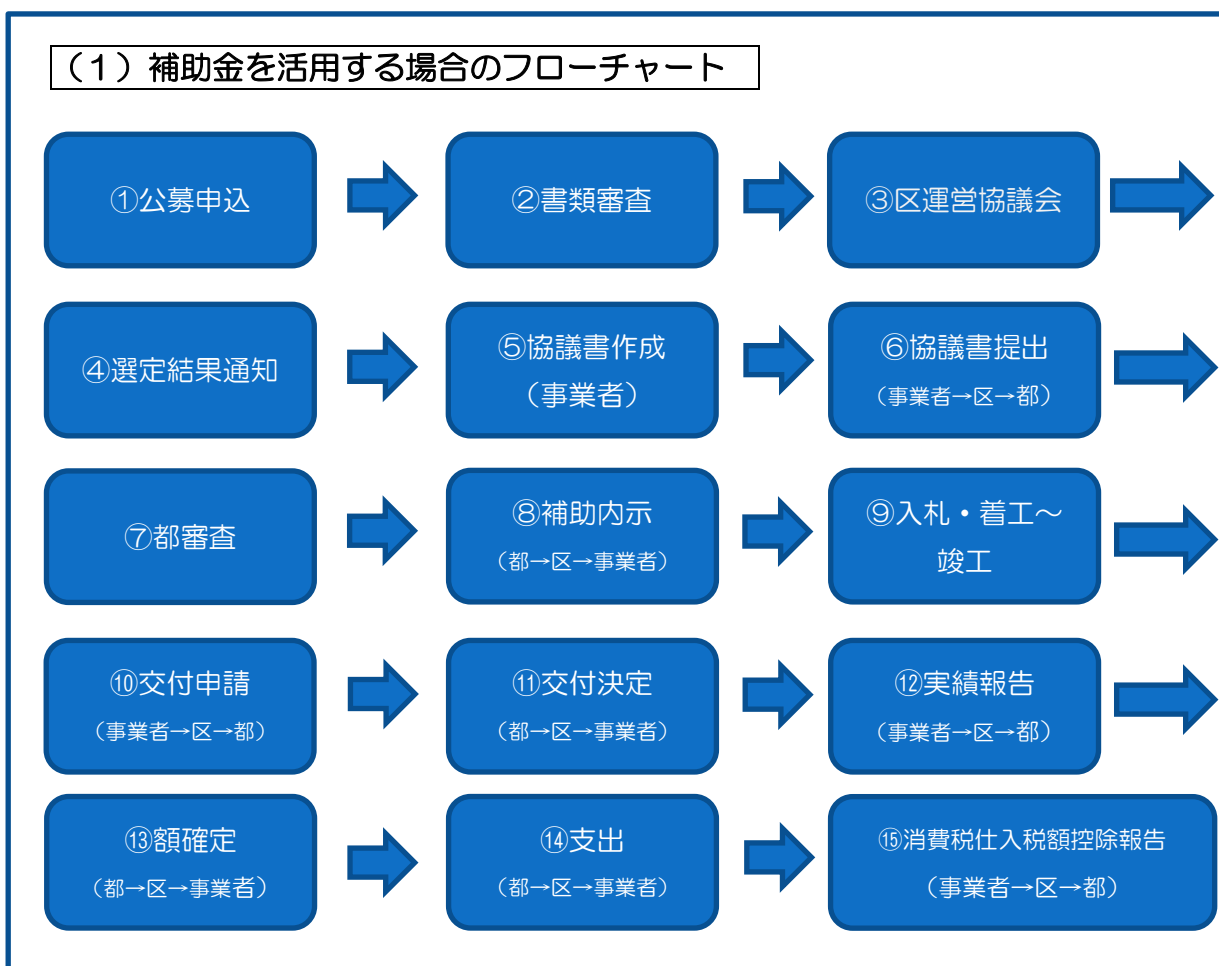 （１）補助金を活用する場合のフローチャート
①公募申込
②書類審査
③区運営協議会
④選定結果通知
⑤協議書作成
（事業者）
⑥協議書提出
（事業者→区→都）
⑦都審査
⑧補助内示
（都→区→事業者）
⑨入札・着工～
竣工
⑩交付申請
（事業者→区→都）
⑪交付決定
（都→区→事業者）
⑫実績報告
（事業者→区→都）
⑬額確定
（都→区→事業者）
⑭支出
（都→区→事業者）
⑮消費税仕入税額控除報告
（事業者→区→都）